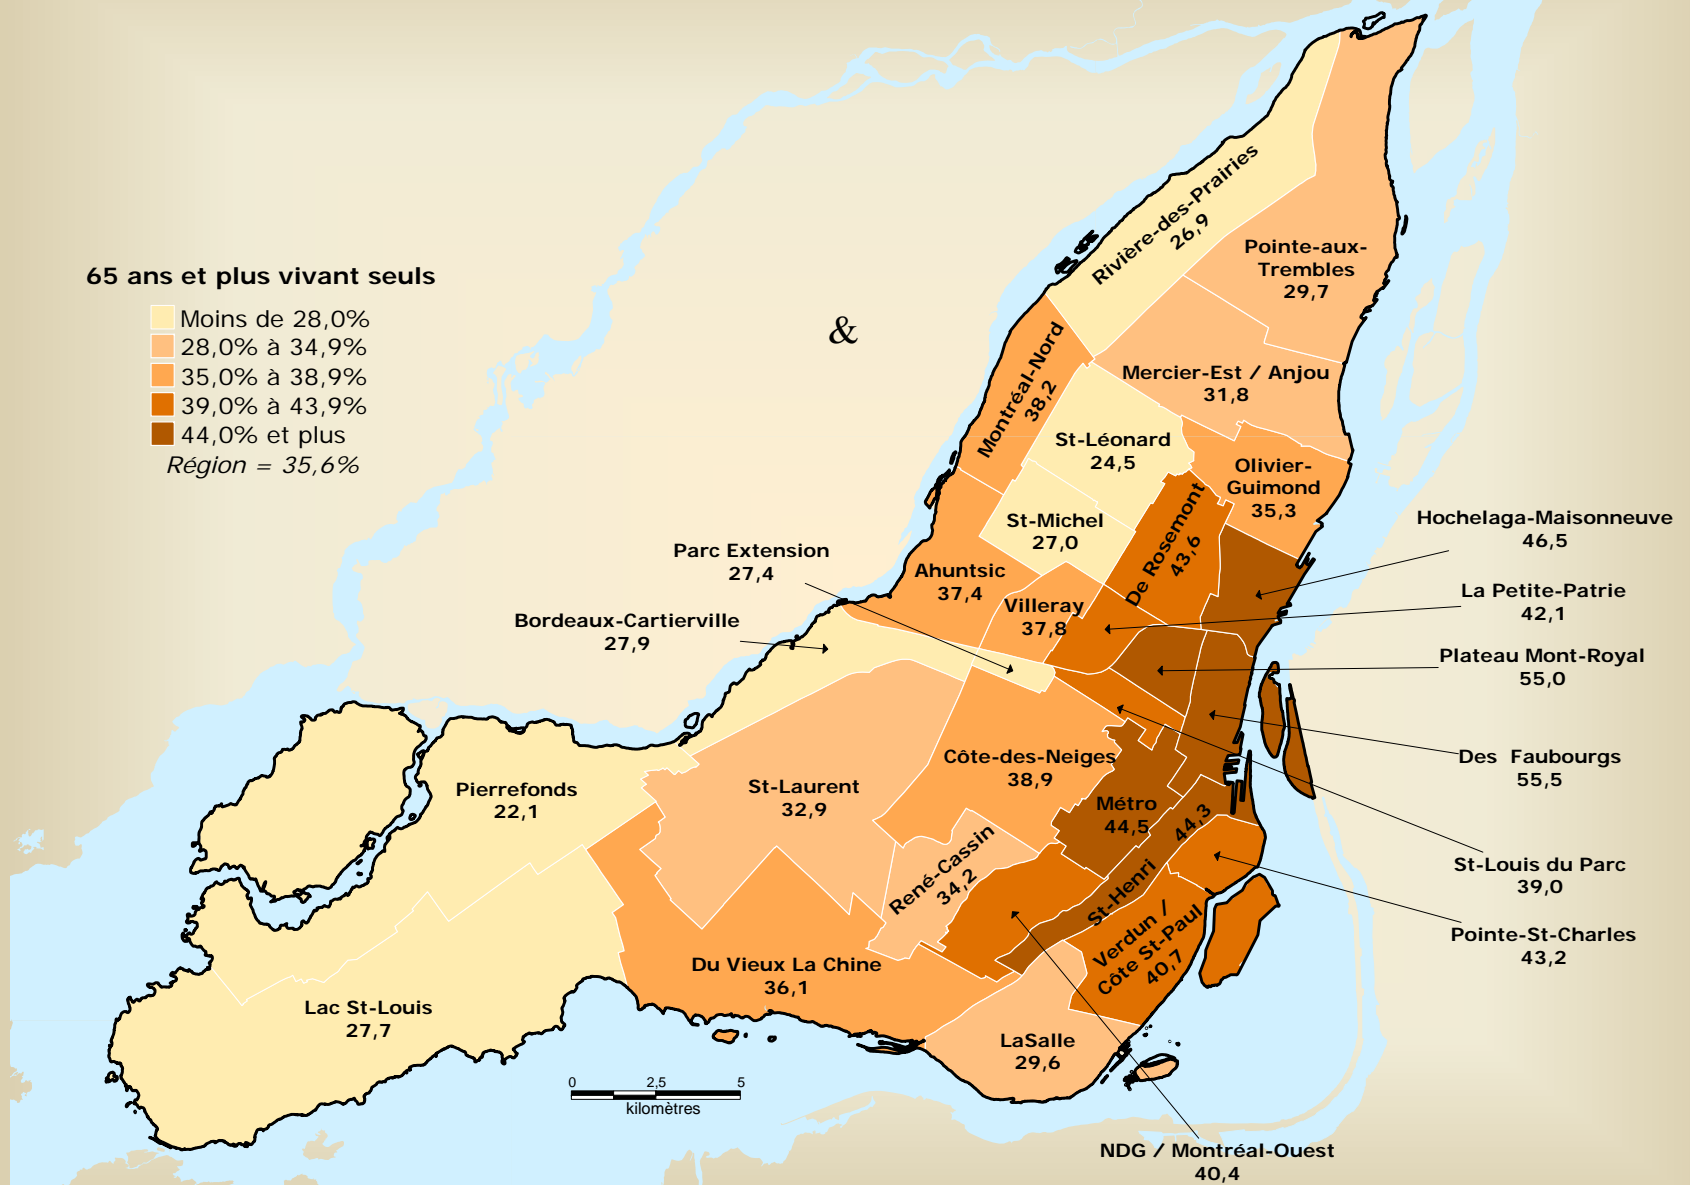 65 ans et plus vivant seuls
Moins de 28,0%
28,0% à 34,9%
35,0% à 38,9%
39,0% à 43,9%
44,0% et plus
Région = 35,6%
&
Rivière-des-Prairies
26,9
Pointe-aux-
Trembles
29,7
Montréal-Nord
38,2
Mercier-Est / Anjou
31,8
St-Léonard
24,5
Olivier-
Guimond
35,3
St-Michel
27,0
De Rosemont
43,6
Hochelaga-Maisonneuve
46,5
Parc Extension
27,4
Ahuntsic
37,4
Villeray
37,8
La Petite-Patrie
42,1
Bordeaux-Cartierville
27,9
Plateau Mont-Royal
55,0
Des Faubourgs
55,5
Côte-des-Neiges
38,9
Pierrefonds
22,1
St-Laurent
32,9
Métro
44,5
St-Henri
44,3
St-Louis du Parc
39,0
René-Cassin
34,2
Pointe-St-Charles
43,2
Verdun /
Côte St-Paul
40,7
Du Vieux La Chine
36,1
Lac St-Louis
27,7
LaSalle
29,6
0 2,5 5
kilomètres
NDG / Montréal-Ouest
40,4